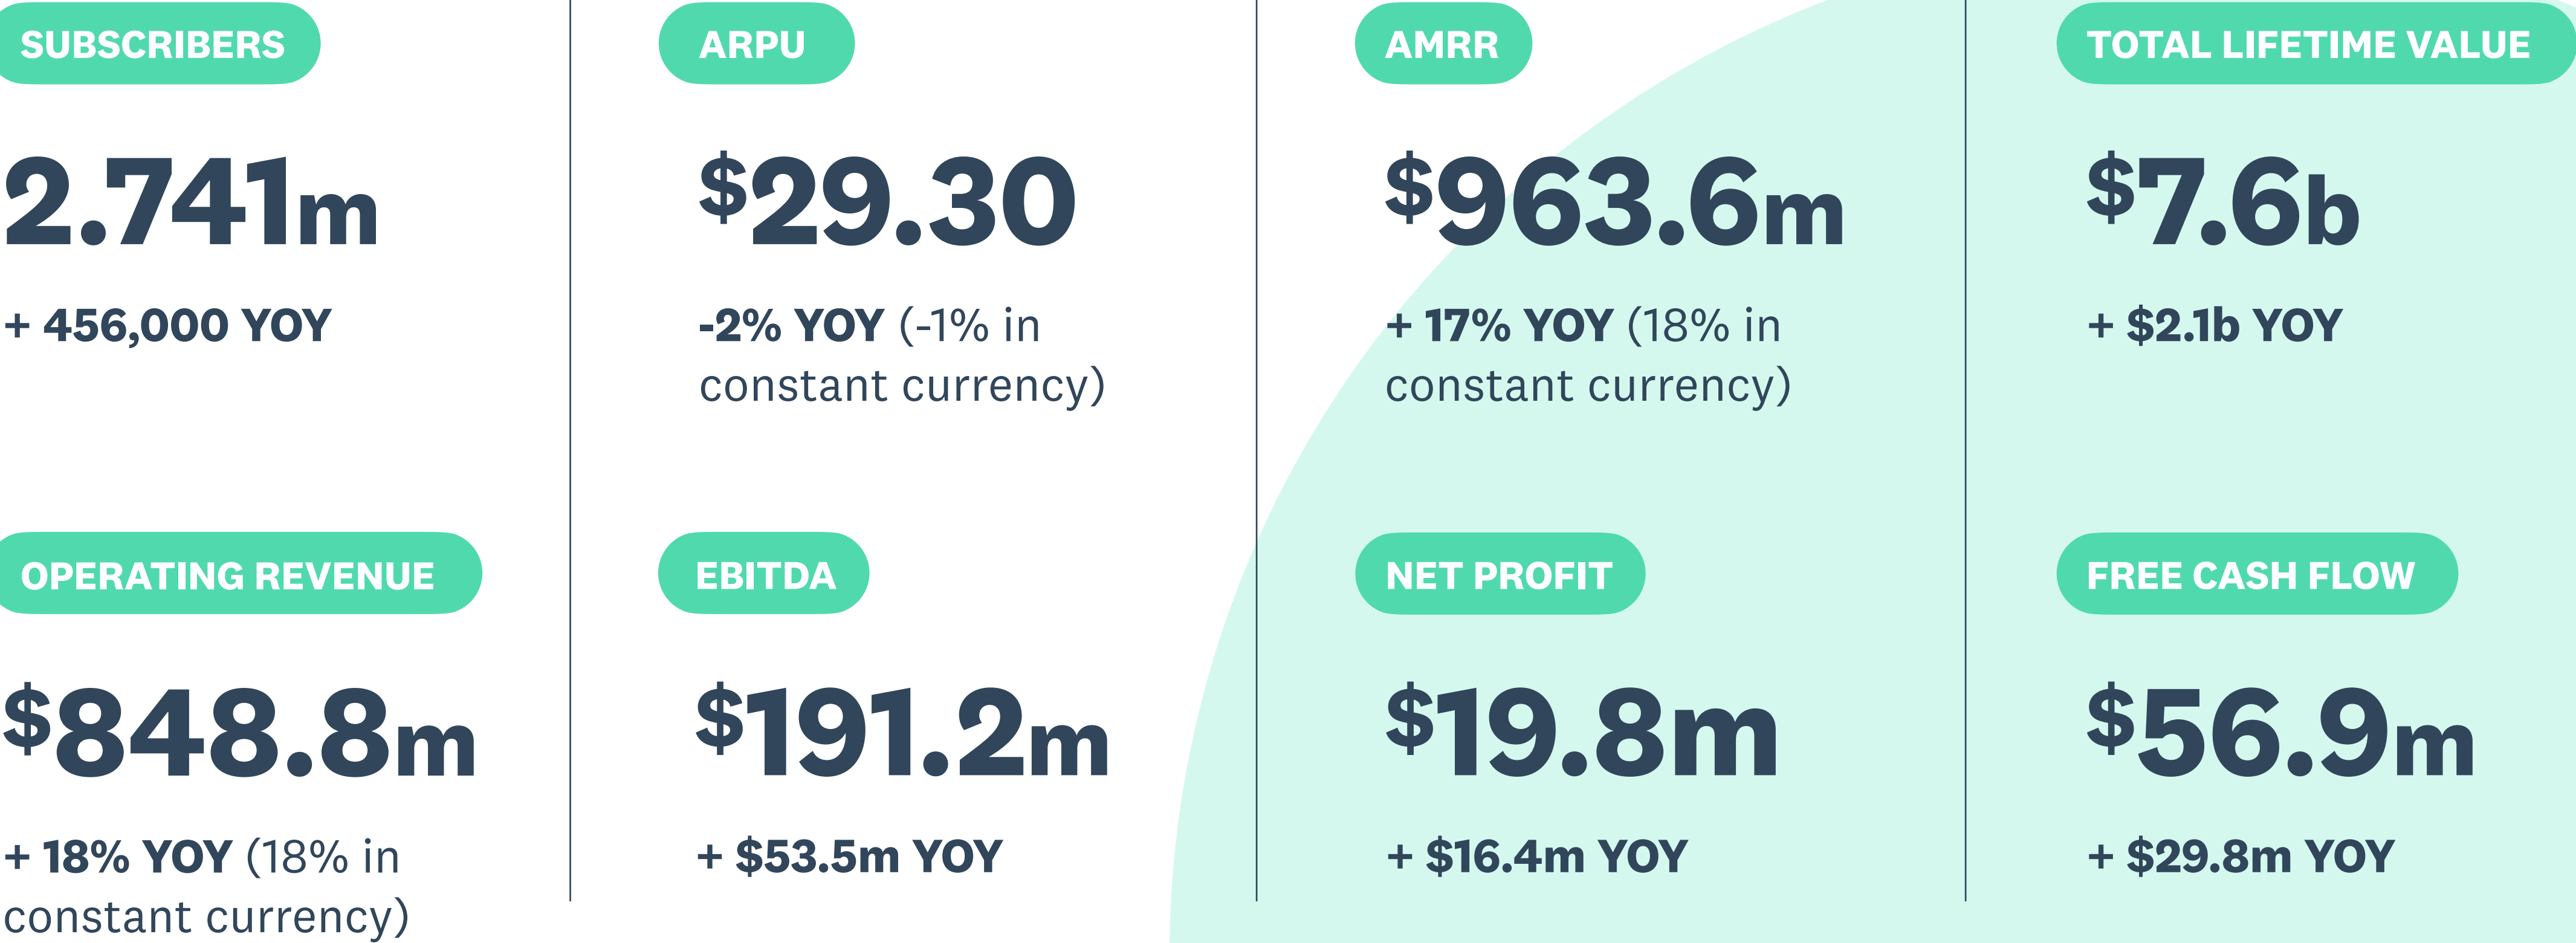 SUBSCRIBERS
2.741m
+ 456,000 YOY
ARPU
$29.30
-2% YOY (-1% in
constant currency)
AMRR
$963.6m
+ 17% YOY (18% in
constant currency)
TOTAL LIFETIME VALUE
$7.6b
+ $2.1b YOY
OPERATING REVENUE
$848.8m
+ 18% YOY (18% in
constant currency)
EBITDA
$191.2m
+ $53.5m YOY
NET PROFIT
$19.8m
+ $16.4m YOY
FREE CASH FLOW
$56.9m
+ $29.8m YOY